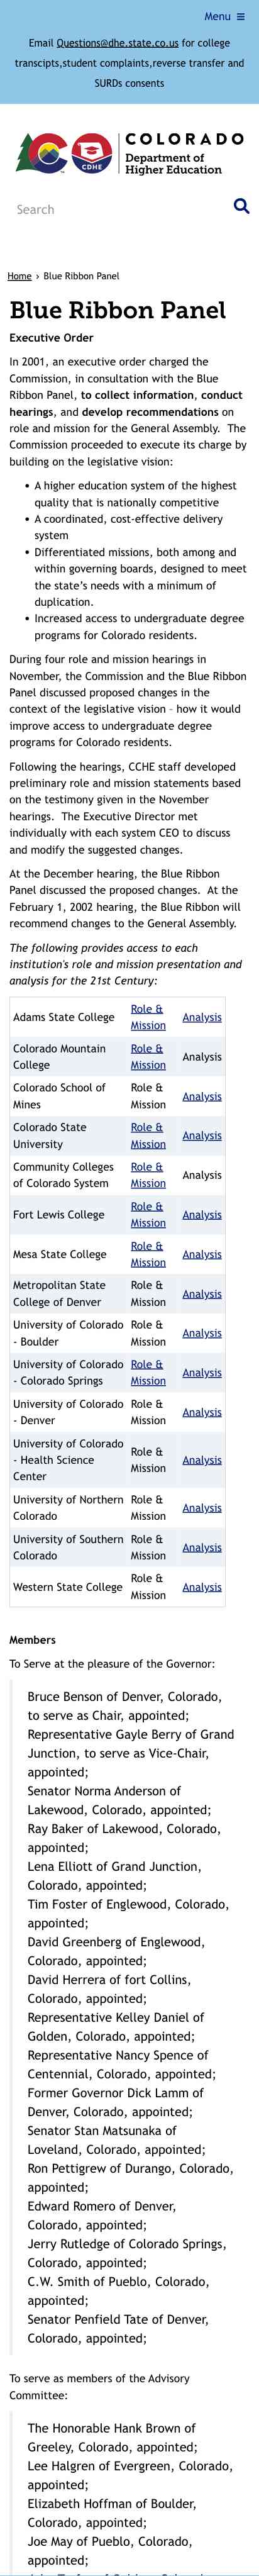 Menu ≡
Email Questions@dhe.state.co.us for college
transcipts,student complaints,reverse transfer and
SURDs consents
COLORADO
CDHE
Department of
Higher Education
Search
Home › Blue Ribbon Panel
Blue Ribbon Panel
Executive Order
In 2001, an executive order charged the
Commission, in consultation with the Blue
Ribbon Panel, to collect information, conduct
hearings, and develop recommendations on
role and mission for the General Assembly.  The
Commission proceeded to execute its charge by
building on the legislative vision:
• A higher education system of the highest
quality that is nationally competitive
• A coordinated, cost-effective delivery
system
• Differentiated missions, both among and
within governing boards, designed to meet
the state’s needs with a minimum of
duplication.
• Increased access to undergraduate degree
programs for Colorado residents.
During four role and mission hearings in
November, the Commission and the Blue Ribbon
Panel discussed proposed changes in the
context of the legislative vision – how it would
improve access to undergraduate degree
programs for Colorado residents.
Following the hearings, CCHE staff developed
preliminary role and mission statements based
on the testimony given in the November
hearings.  The Executive Director met
individually with each system CEO to discuss
and modify the suggested changes.
At the December hearing, the Blue Ribbon
Panel discussed the proposed changes.  At the
February 1, 2002 hearing, the Blue Ribbon will
recommend changes to the General Assembly.
The following provides access to each
institution's role and mission presentation and
analysis for the 21st Century:
Adams State College Role & Mission Analysis
Colorado Mountain College Role & Mission Analysis
Colorado School of Mines Role & Mission Analysis
Colorado State University Role & Mission Analysis
Community Colleges of Colorado System Role & Mission Analysis
Fort Lewis College Role & Mission Analysis
Mesa State College Role & Mission Analysis
Metropolitan State College of Denver Role & Mission Analysis
University of Colorado - Boulder Role & Mission Analysis
University of Colorado - Colorado Springs Role & Mission Analysis
University of Colorado - Denver Role & Mission Analysis
University of Colorado - Health Science Center Role & Mission Analysis
University of Northern Colorado Role & Mission Analysis
University of Southern Colorado Role & Mission Analysis
Western State College Role & Mission Analysis
Members
To Serve at the pleasure of the Governor:
Bruce Benson of Denver, Colorado,
to serve as Chair, appointed;
Representative Gayle Berry of Grand
Junction, to serve as Vice-Chair,
appointed;
Senator Norma Anderson of
Lakewood, Colorado, appointed;
Ray Baker of Lakewood, Colorado,
appointed;
Lena Elliott of Grand Junction,
Colorado, appointed;
Tim Foster of Englewood, Colorado,
appointed;
David Greenberg of Englewood,
Colorado, appointed;
David Herrera of fort Collins,
Colorado, appointed;
Representative Kelley Daniel of
Golden, Colorado, appointed;
Representative Nancy Spence of
Centennial, Colorado, appointed;
Former Governor Dick Lamm of
Denver, Colorado, appointed;
Senator Stan Matsunaka of
Loveland, Colorado, appointed;
Ron Pettigrew of Durango, Colorado,
appointed;
Edward Romero of Denver,
Colorado, appointed;
Jerry Rutledge of Colorado Springs,
Colorado, appointed;
C.W. Smith of Pueblo, Colorado,
appointed;
Senator Penfield Tate of Denver,
Colorado, appointed;
To serve as members of the Advisory
Committee:
The Honorable Hank Brown of
Greeley, Colorado, appointed;
Lee Halgren of Evergreen, Colorado,
appointed;
Elizabeth Hoffman of Boulder,
Colorado, appointed;
Joe May of Pueblo, Colorado,
appointed;